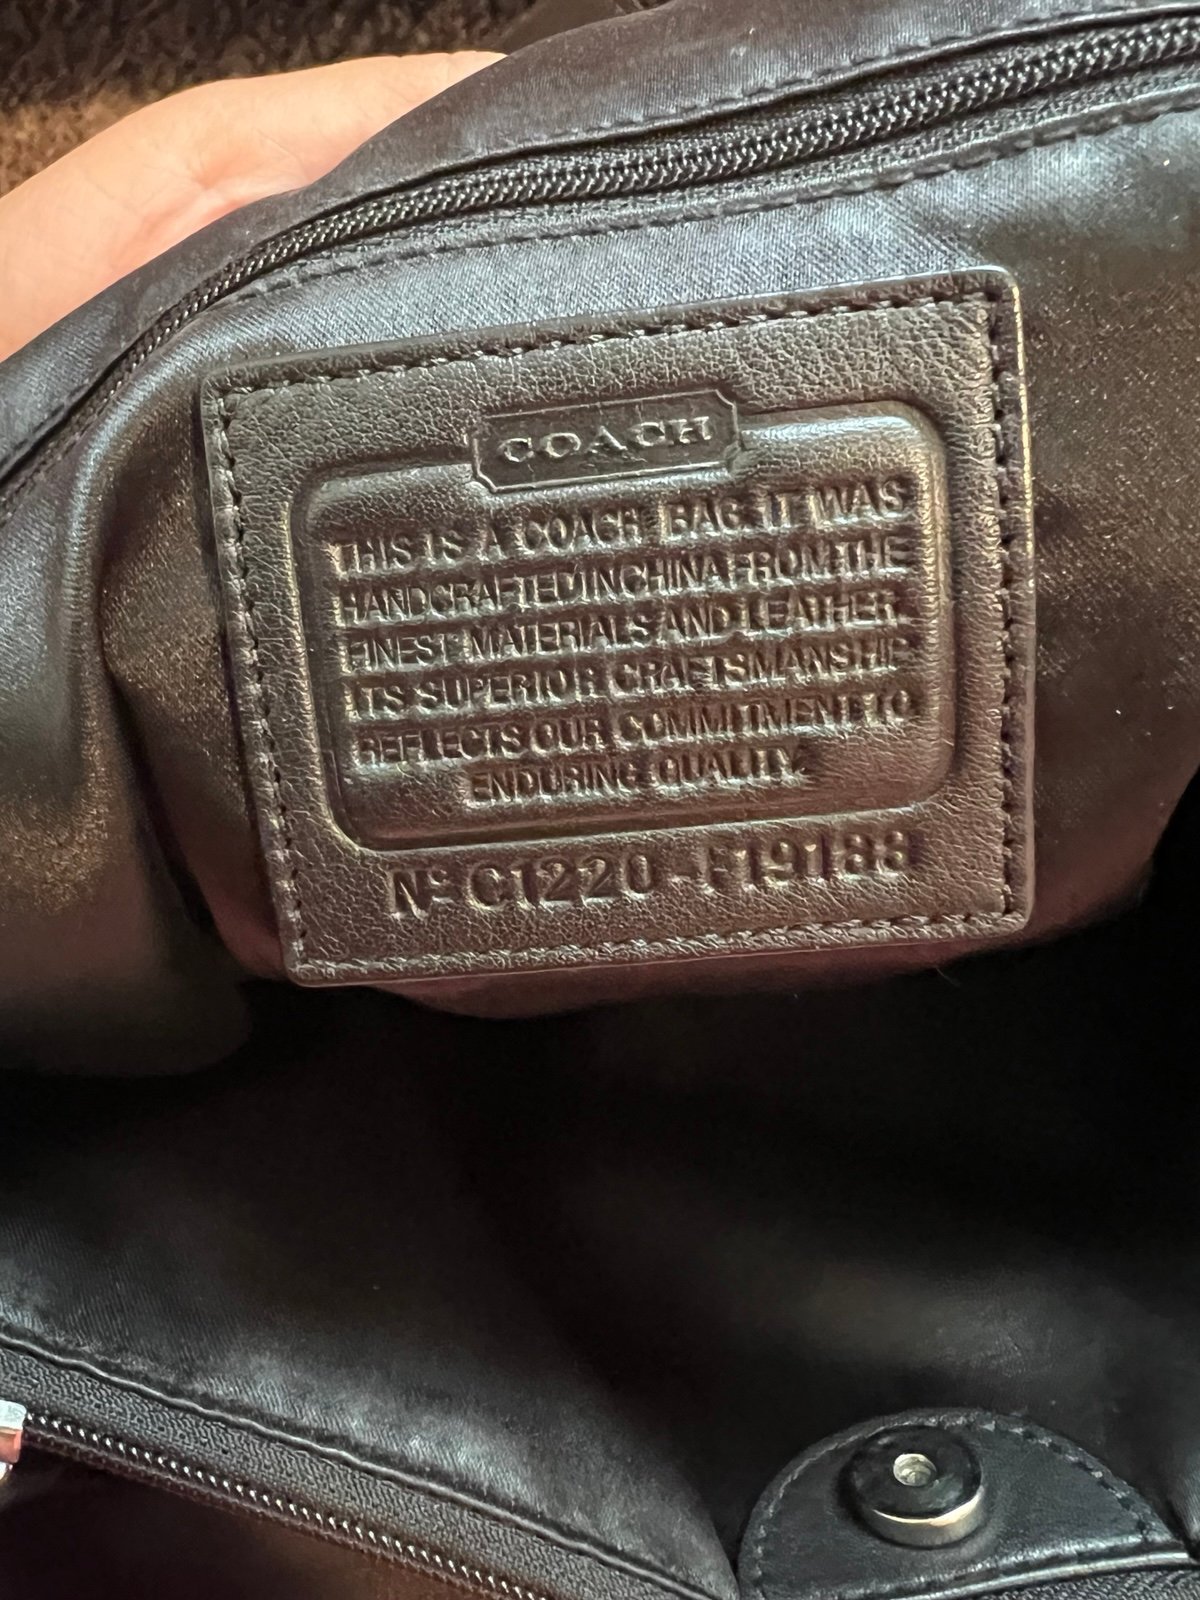 COACH
THIS IS A COACH BAG. IT WAS
HANDCRAFTED IN CHINA FROM THE
FINEST MATERIALS AND LEATHER.
ITS SUPERIOR CRAFTSMANSHIP
REFLECTS OUR COMMITMENT TO
ENDURING QUALITY.
Nº C1220-F19188